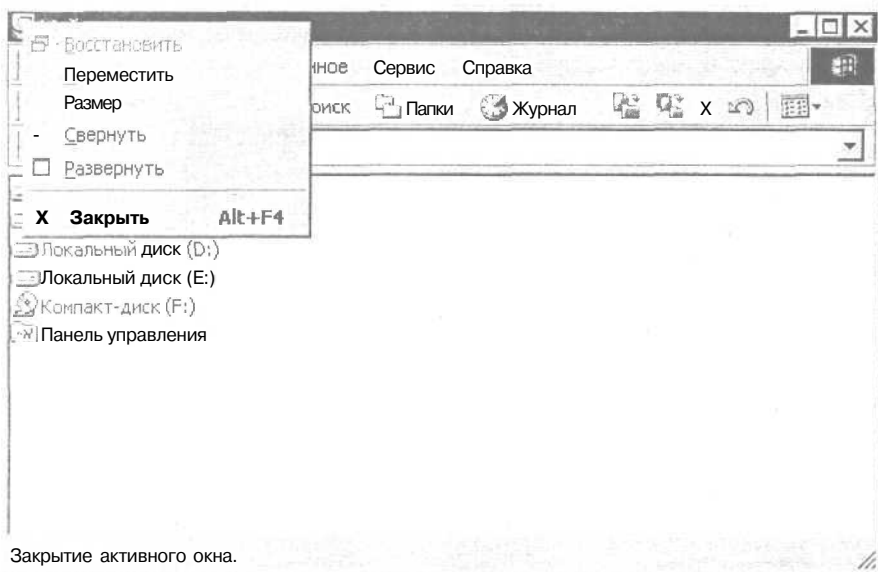 Восстановить
Переместить
Размер
- Свернуть
Развернуть
X Закрыть Alt+F4
нное Сервис Справка
оиск Папки Журнал X
Локальный диск (D:)
Локальный диск (E:)
Компакт-диск (F:)
Панель управления
Закрытие активного окна.